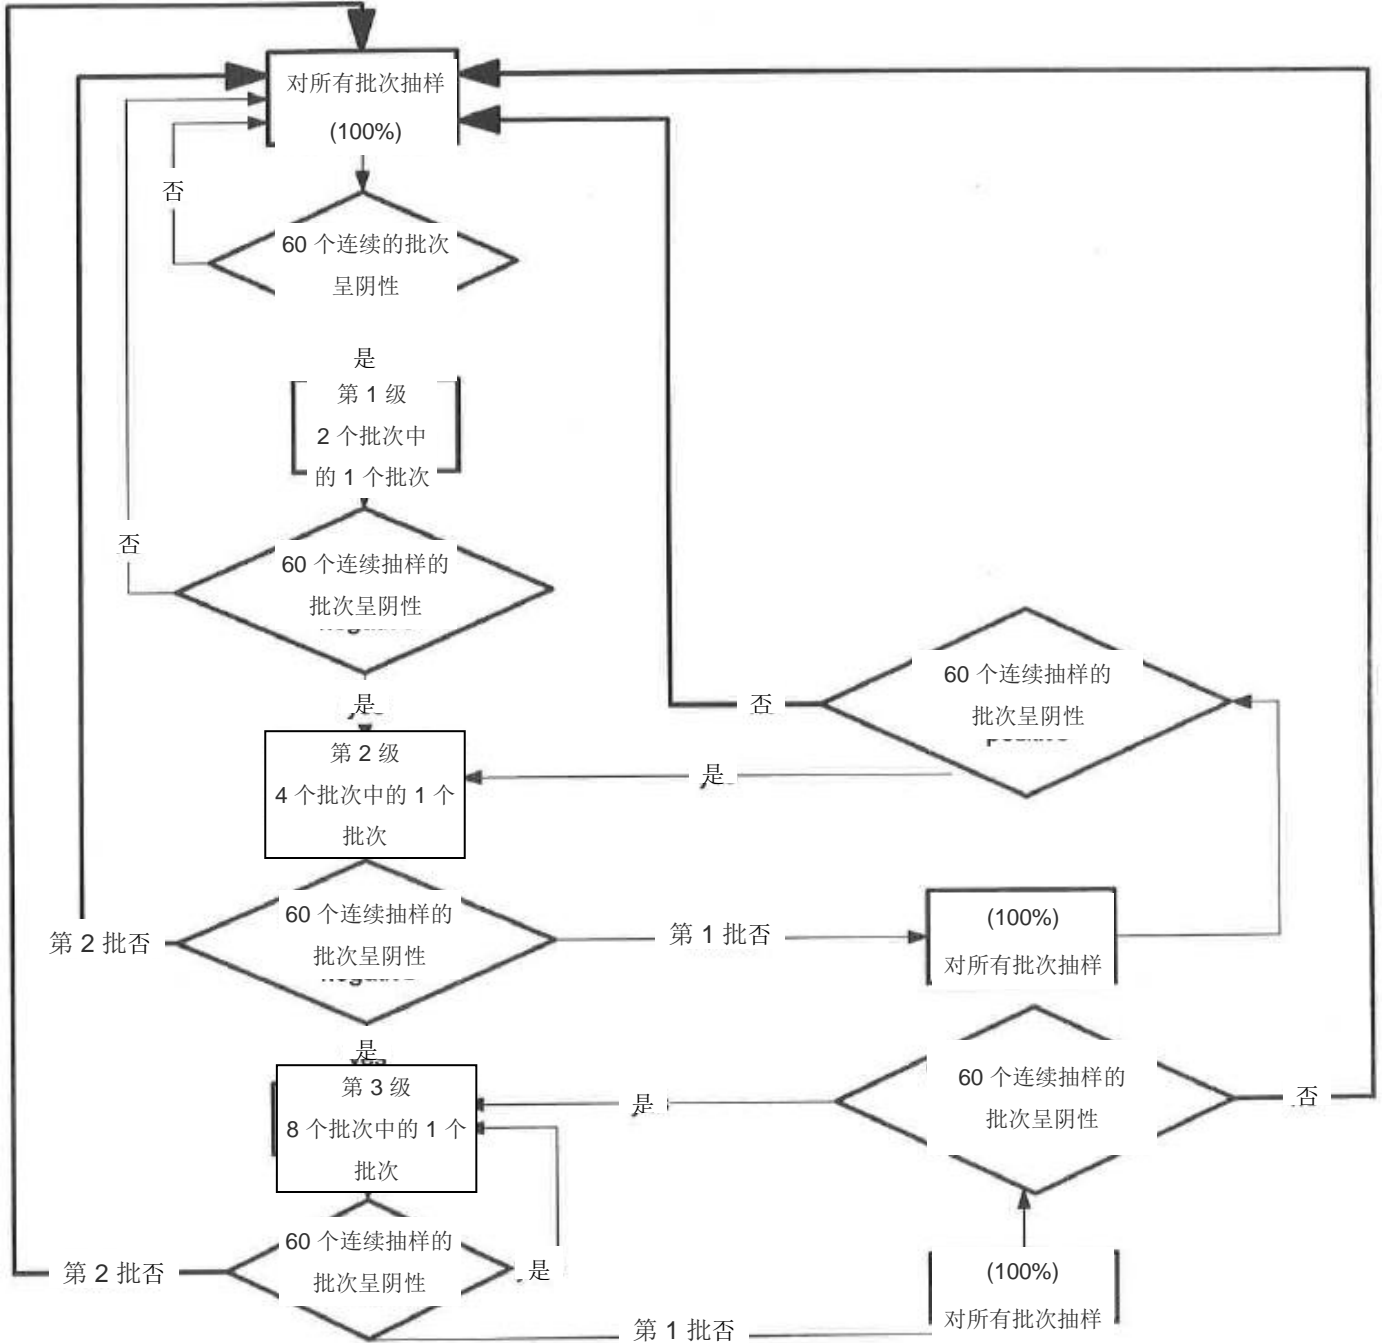 对所有批次抽样
(100%)
否
60 个连续的批次
呈阴性
是
第 1 级
2 个批次中
的 1 个批次
否
60 个连续抽样的
批次呈阴性
是
60 个连续抽样的
批次呈阴性
否
第 2 级
4 个批次中的 1 个
批次
是
60 个连续抽样的
批次呈阴性
第 2 批否
第 1 批否
(100%)
对所有批次抽样
是
第 3 级
8 个批次中的 1 个
批次
是
60 个连续抽样的
批次呈阴性
否
60 个连续抽样的
批次呈阴性
第 2 批否
是
(100%)
对所有批次抽样
第 1 批否